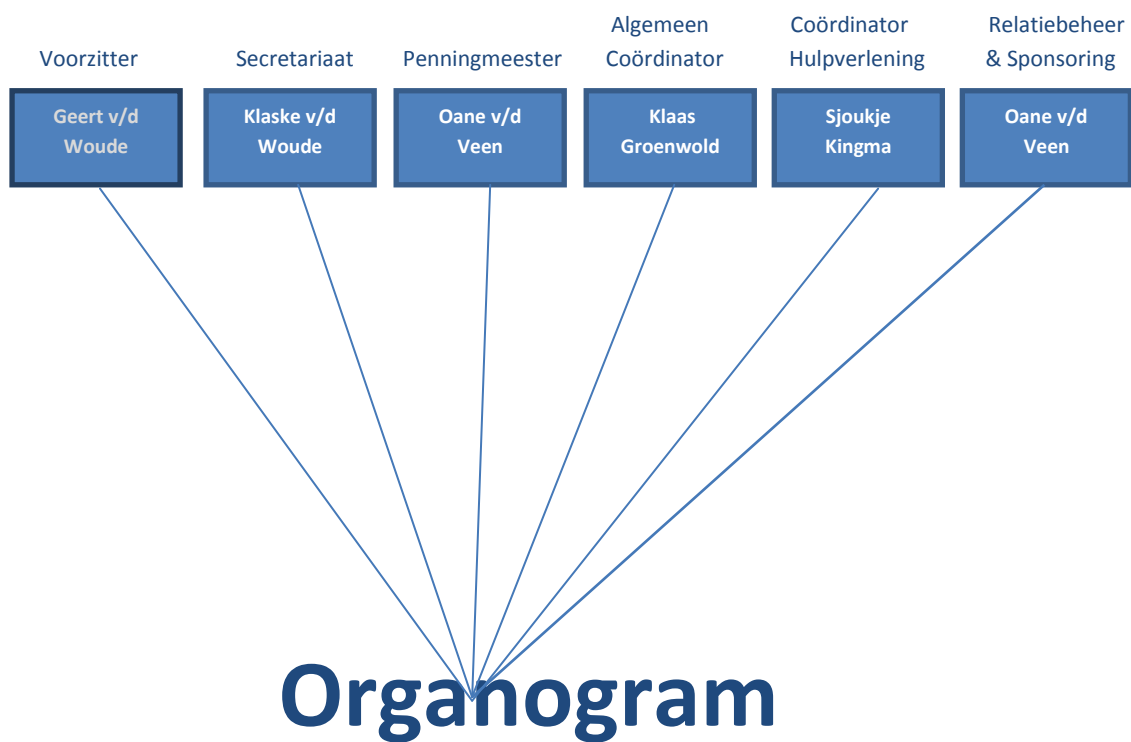 Voorzitter
Secretariaat
Penningmeester
Algemeen
Coördinator
Coördinator
Hulpverlening
Relatiebeheer
& Sponsoring
Geert v/d
Woude
Klaske v/d
Woude
Oane v/d
Veen
Klaas
Groenwold
Sjoukje
Kingma
Oane v/d
Veen
Organogram